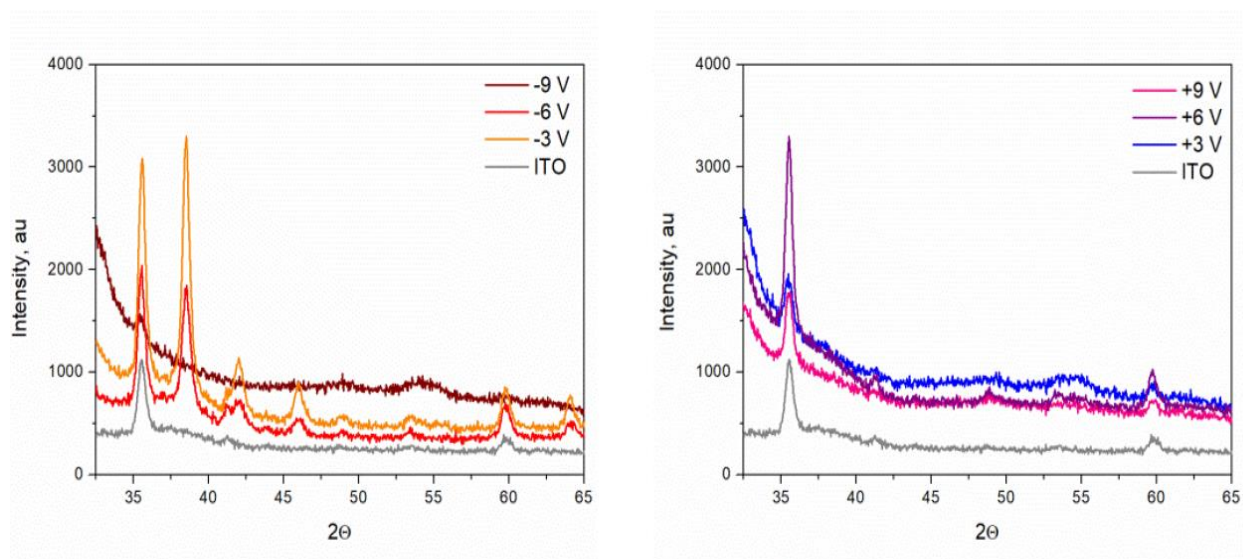 4000
3000
2000
1000
0
Intensity, au
-9 V
-6 V
-3 V
ITO
35 40 45 50 55 60 65
2Θ
4000
3000
2000
1000
0
Intensity, au
+9 V
+6 V
+3 V
ITO
35 40 45 50 55 60 65
2Θ